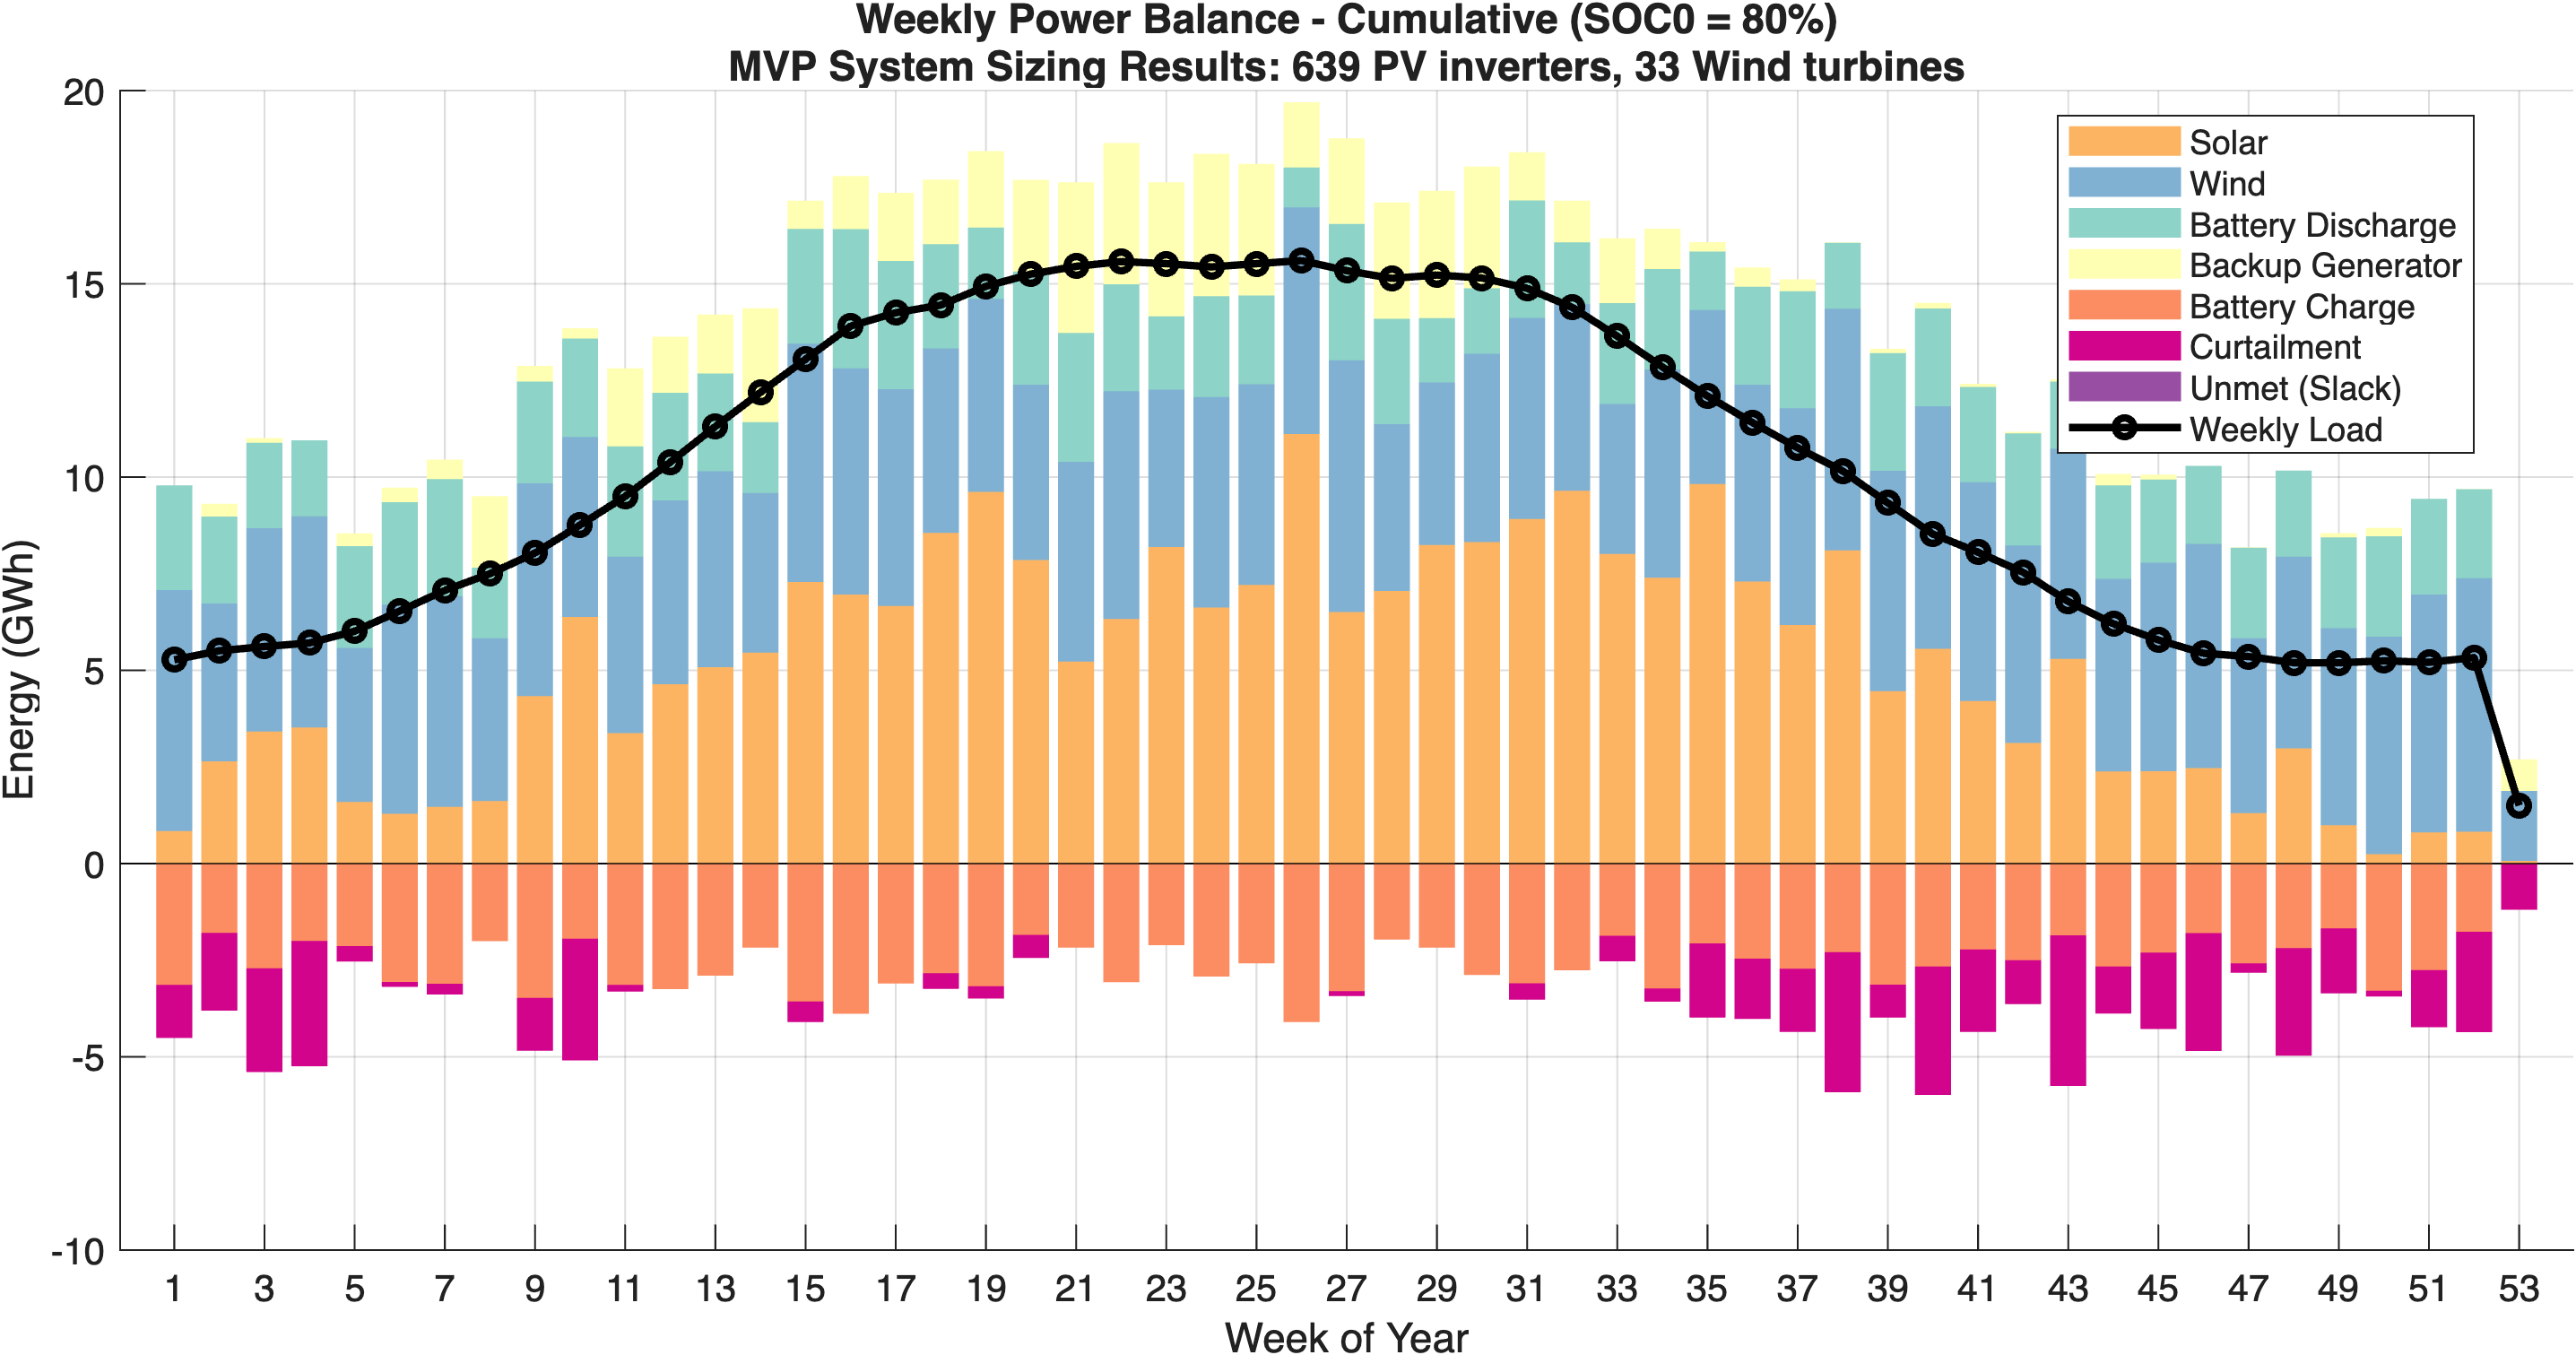 Weekly Power Balance - Cumulative (SOC0 = 80%)
MVP System Sizing Results: 639 PV inverters, 33 Wind turbines
20
15
10
5
0
-5
-10
Energy (GWh)
Solar
Wind
Battery Discharge
Backup Generator
Battery Charge
Curtailment
Unmet (Slack)
Weekly Load
1 3 5 7 9 11 13 15 17 19 21 23 25 27 29 31 33 35 37 39 41 43 45 47 49 51 53
Week of Year